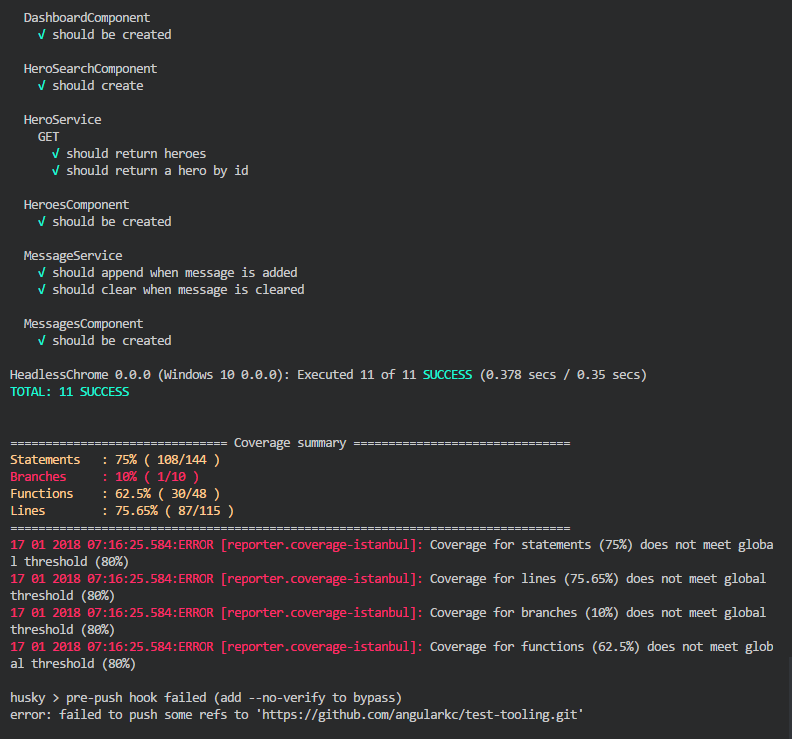 DashboardComponent
√ should be created
HeroSearchComponent
√ should create
HeroService
GET
√ should return heroes
√ should return a hero by id
HeroesComponent
√ should be created
MessageService
√ should append when message is added
√ should clear when message is cleared
MessagesComponent
√ should be created
HeadlessChrome 0.0.0 (Windows 10 0.0.0): Executed 11 of 11 SUCCESS (0.378 secs / 0.35 secs)
TOTAL: 11 SUCCESS
=============================== Coverage summary ===============================
Statements   : 75% ( 108/144 )
Branches     : 10% ( 1/10 )
Functions    : 62.5% ( 30/48 )
Lines        : 75.65% ( 87/115 )
================================================================================
17 01 2018 07:16:25.584:ERROR [reporter.coverage-istanbul]: Coverage for statements (75%) does not meet globa
l threshold (80%)
17 01 2018 07:16:25.584:ERROR [reporter.coverage-istanbul]: Coverage for lines (75.65%) does not meet global
threshold (80%)
17 01 2018 07:16:25.584:ERROR [reporter.coverage-istanbul]: Coverage for branches (10%) does not meet global
threshold (80%)
17 01 2018 07:16:25.584:ERROR [reporter.coverage-istanbul]: Coverage for functions (62.5%) does not meet glob
al threshold (80%)
husky > pre-push hook failed (add --no-verify to bypass)
error: failed to push some refs to 'https://github.com/angularkc/test-tooling.git'